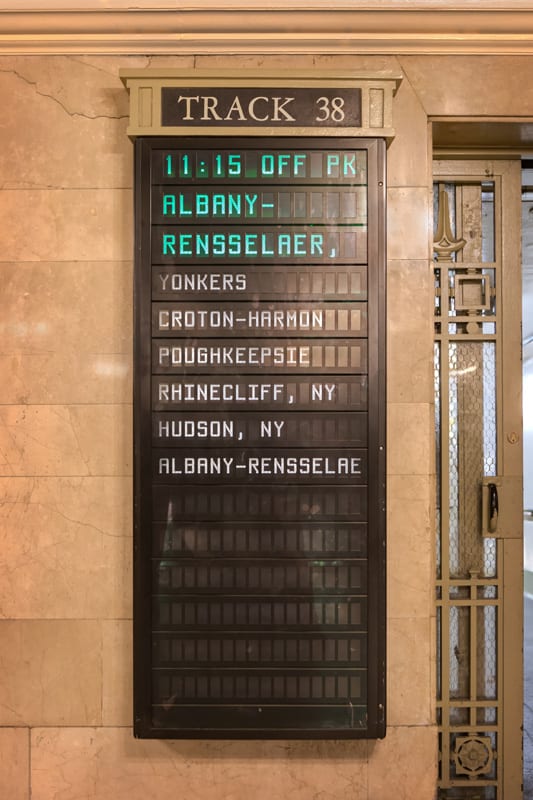 TRACK 38
11:15 OFF PK
ALBANY-
RENSSELAER,
YONKERS
CROTON-HARMON
POUGHKEEPSIE
RHINECLIFF, NY
HUDSON, NY
ALBANY-RENSSELAE